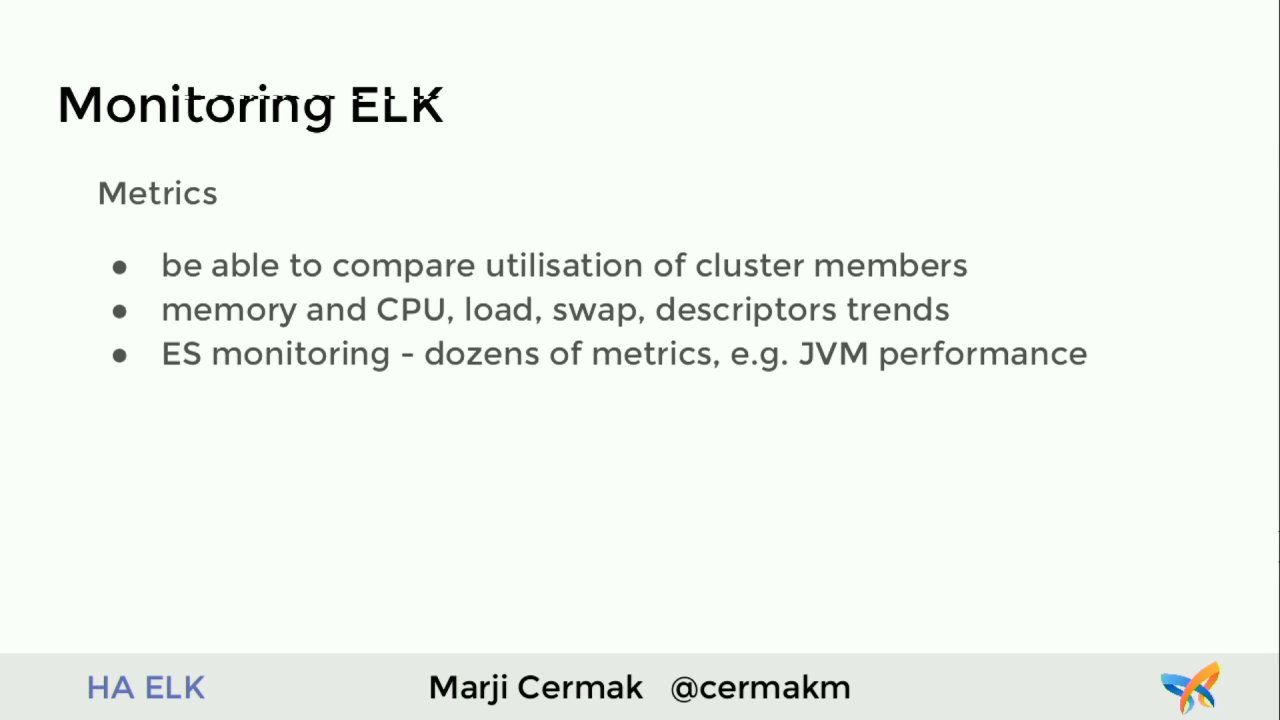 Monitoring ELK
Metrics
● be able to compare utilisation of cluster members
● memory and CPU, load, swap, descriptors trends
● ES monitoring - dozens of metrics, e.g. JVM performance
HA ELK
Marji Cermak @cermakm